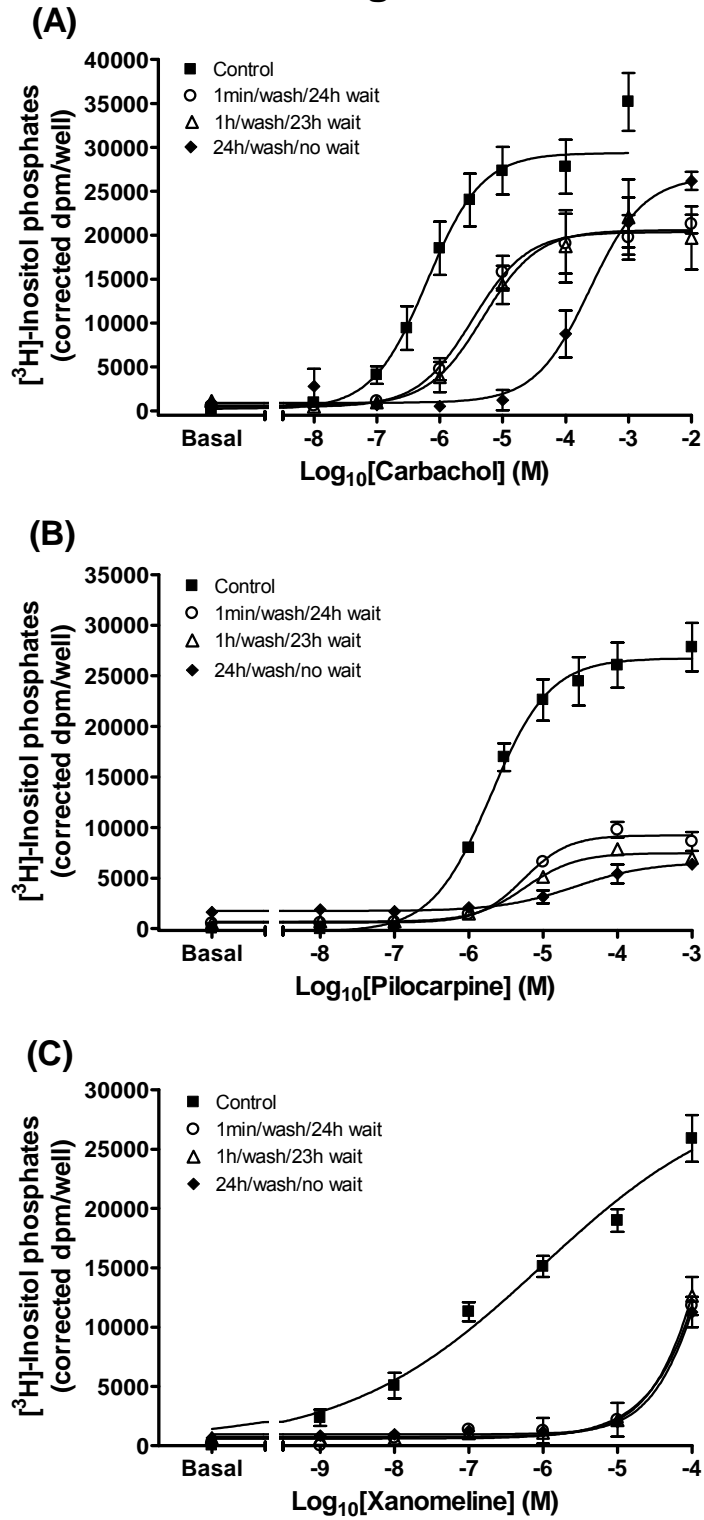 (A)
40000
35000
30000
25000
20000
15000
10000
5000
0
[³H]-Inositol phosphates
(corrected dpm/well)
Control
1min/wash/24h wait
1h/wash/23h wait
24h/wash/no wait
Basal -8 -7 -6 -5 -4 -3 -2
Log₁₀[Carbachol] (M)
(B)
35000
30000
25000
20000
15000
10000
5000
0
[³H]-Inositol phosphates
(corrected dpm/well)
Control
1min/wash/24h wait
1h/wash/23h wait
24h/wash/no wait
Basal -8 -7 -6 -5 -4 -3
Log₁₀[Pilocarpine] (M)
(C)
30000
25000
20000
15000
10000
5000
0
[³H]-Inositol phosphates
(corrected dpm/well)
Control
1min/wash/24h wait
1h/wash/23h wait
24h/wash/no wait
Basal -9 -8 -7 -6 -5 -4
Log₁₀[Xanomeline] (M)